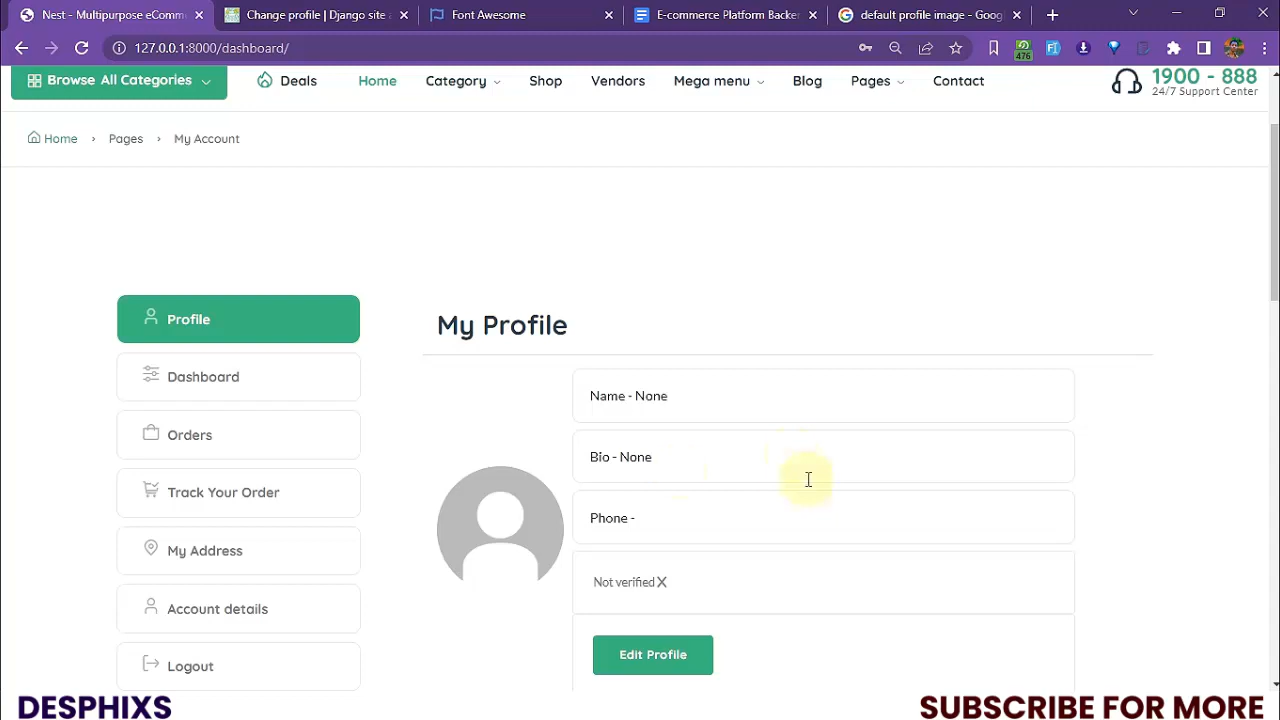 Nest - Multipurpose eComm
Change profile | Django site a
Font Awesome
E-commerce Platform Backer
default profile image - Goog
127.0.0.1:8000/dashboard/
476
Browse All Categories
Deals
Home
Category
Shop
Vendors
Mega menu
Blog
Pages
Contact
1900 - 888
24/7 Support Center
Home
Pages
My Account
Profile
Dashboard
Orders
Track Your Order
My Address
Account details
Logout
My Profile
Name - None
Bio - None
Phone -
Not verified X
Edit Profile
DESPHIXS
SUBSCRIBE FOR MORE